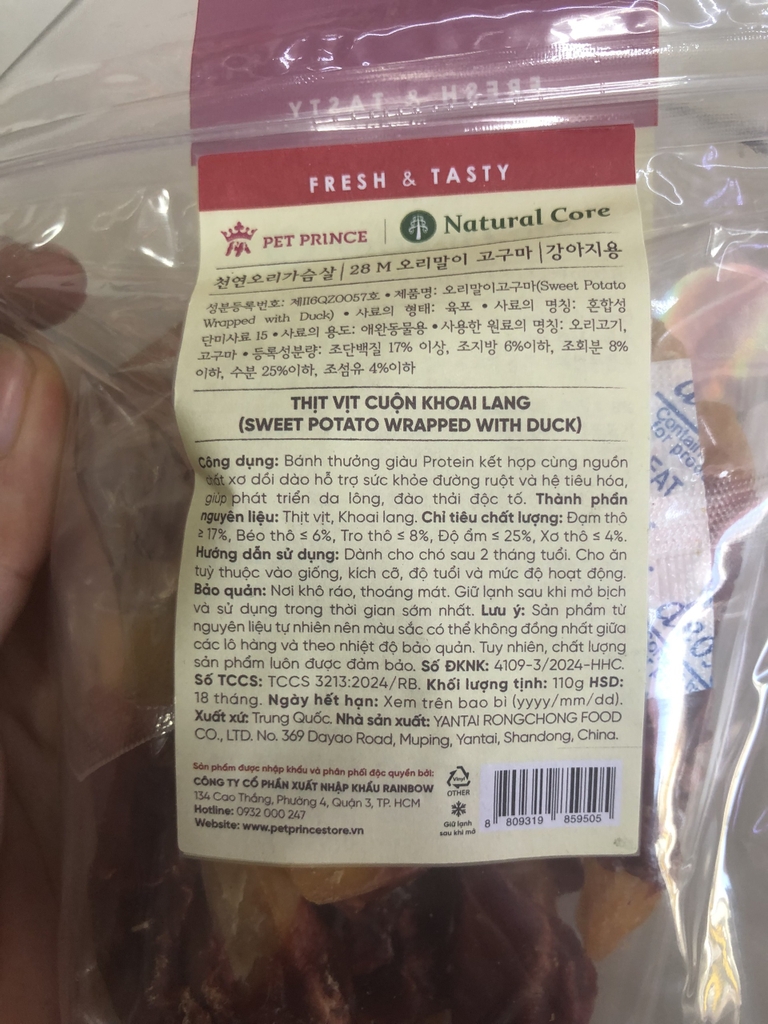 FRESH & TASTY
FRESH & TASTY
PET PRINCE | Natural Core
천연오리가슴살 | 28 M 오리말이 고구마 | 강아지용
성분등록번호: 제II6QZ0057호 • 제품명: 오리말이고구마(Sweet Potato
Wrapped with Duck) • 사료의 형태: 육포 • 사료의 명칭: 혼합성
단미사료 15 • 사료의 용도: 애완동물용 • 사용한 원료의 명칭: 오리고기,
고구마 • 등록성분량: 조단백질 17% 이상, 조지방 6%이하, 조회분 8%
이하, 수분 25%이하, 조섬유 4%이하
THỊT VỊT CUỘN KHOAI LANG
(SWEET POTATO WRAPPED WITH DUCK)
Công dụng: Bánh thưởng giàu Protein kết hợp cùng nguồn
chất xơ dồi dào hỗ trợ sức khỏe đường ruột và hệ tiêu hóa,
giúp phát triển da lông, đào thải độc tố. Thành phần
nguyên liệu: Thịt vịt, Khoai lang. Chỉ tiêu chất lượng: Đạm thô
≥ 17%, Béo thô ≤ 6%, Tro thô ≤ 8%, Độ ẩm ≤ 25%, Xơ thô ≤ 4%.
Hướng dẫn sử dụng: Dành cho chó sau 2 tháng tuổi. Cho ăn
tuỳ thuộc vào giống, kích cỡ, độ tuổi và mức độ hoạt động.
Bảo quản: Nơi khô ráo, thoáng mát. Giữ lạnh sau khi mở bịch
và sử dụng trong thời gian sớm nhất. Lưu ý: Sản phẩm từ
nguyên liệu tự nhiên nên màu sắc có thể không đồng nhất giữa
các lô hàng và theo nhiệt độ bảo quản. Tuy nhiên, chất lượng
sản phẩm luôn được đảm bảo. Số ĐKNK: 4109-3/2024-HHC.
Số TCCS: TCCS 3213:2024/RB. Khối lượng tịnh: 110g HSD:
18 tháng. Ngày hết hạn: Xem trên bao bì (yyyy/mm/dd).
Xuất xứ: Trung Quốc. Nhà sản xuất: YANTAI RONGCHONG FOOD
CO., LTD. No. 369 Dayao Road, Muping, Yantai, Shandong, China.
Sản phẩm được nhập khẩu và phân phối độc quyền bởi:
CÔNG TY CỔ PHẦN XUẤT NHẬP KHẨU RAINBOW
134 Cao Thắng, Phường 4, Quận 3, TP. HCM
Hotline: 0932 000 247
Website: www.petprincestore.vn
Vinyl
OTHER
Giữ lạnh
sau khi mở
8 809319 859505